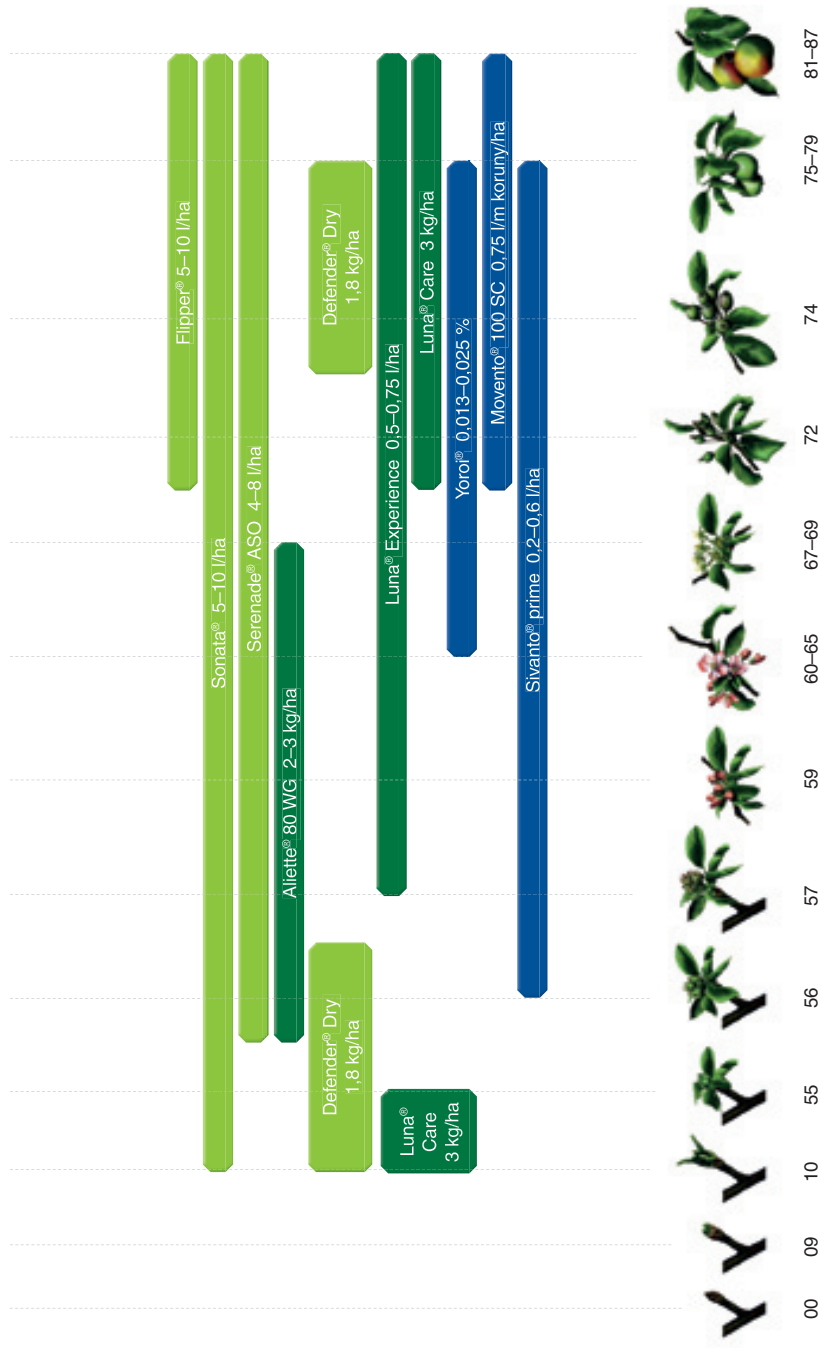 Flipper® 5–10 l/ha
Sonata® 5–10 l/ha
Serenade® ASO 4–8 l/ha
Aliette® 80 WG 2–3 kg/ha
Defender® Dry
1,8 kg/ha
Defender® Dry
1,8 kg/ha
Luna® Experience 0,5–0,75 l/ha
Luna®
Care
3 kg/ha
Luna® Care 3 kg/ha
Yoroi® 0,013–0,025 %
Movento® 100 SC 0,75 l/m koruny/ha
Sivanto® prime 0,2–0,6 l/ha
00
09
10
55
56
57
59
60–65
67–69
72
74
75–79
81–87